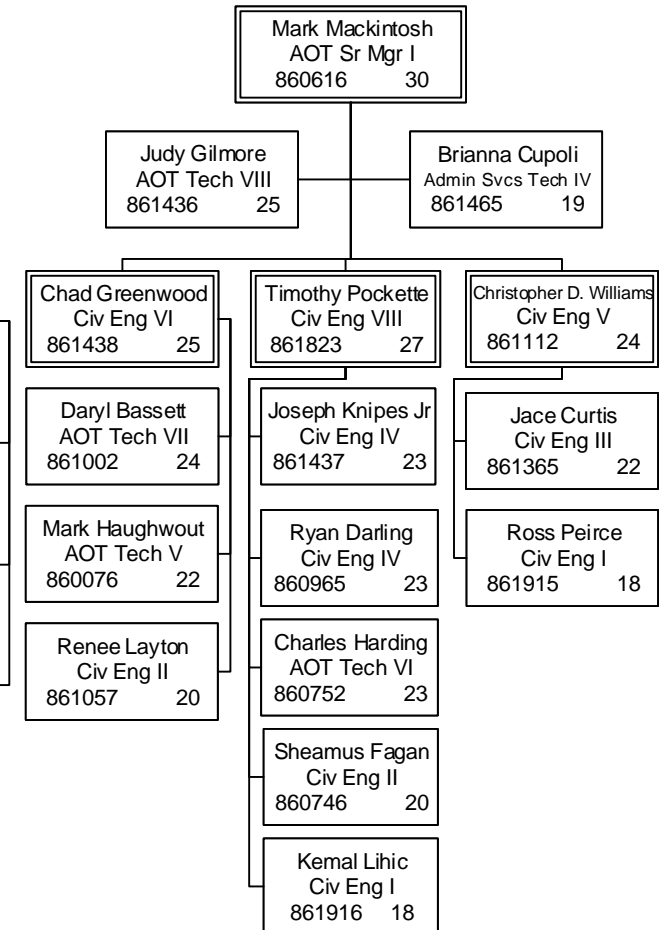 Mark Mackintosh
AOT Sr Mgr I
860616 30
Judy Gilmore
AOT Tech VIII
861436 25
Brianna Cupoli
Admin Svcs Tech IV
861465 19
Chad Greenwood
Civ Eng VI
861438 25
Daryl Bassett
AOT Tech VII
861002 24
Mark Haughwout
AOT Tech V
860076 22
Renee Layton
Civ Eng II
861057 20
Timothy Pockette
Civ Eng VIII
861823 27
Joseph Knipes Jr
Civ Eng IV
861437 23
Ryan Darling
Civ Eng IV
860965 23
Charles Harding
AOT Tech VI
860752 23
Sheamus Fagan
Civ Eng II
860746 20
Kemal Lihic
Civ Eng I
861916 18
Christopher D. Williams
Civ Eng V
861112 24
Jace Curtis
Civ Eng III
861365 22
Ross Peirce
Civ Eng I
861915 18